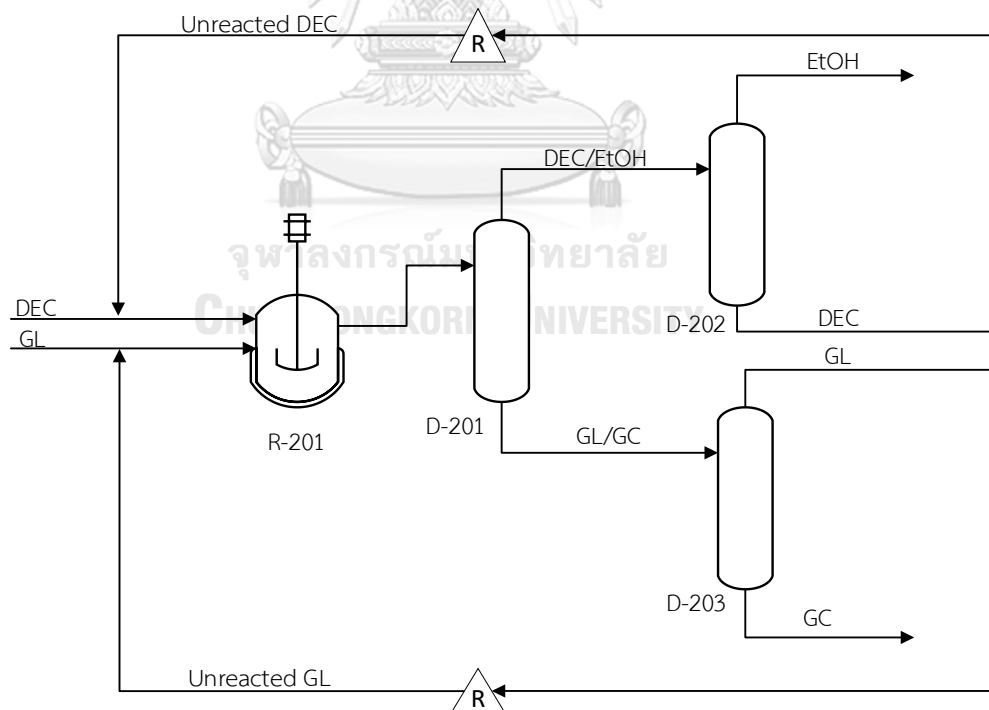 Unreacted DEC
R
EtOH
DEC/EtOH
DEC
GL
R-201
D-201
GL/GC
D-202
DEC
GL
D-203
GC
Unreacted GL
R